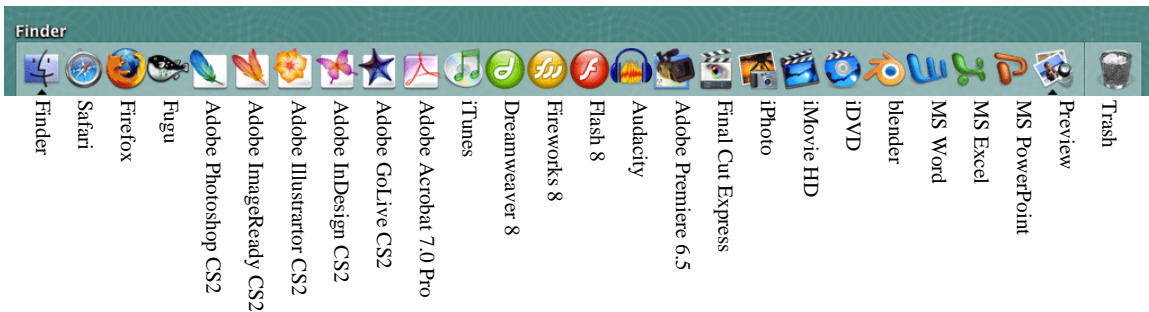 Finder
Finder
Safari
Firefox
Fugu
Adobe Photoshop CS2
Adobe ImageReady CS2
Adobe Illustrartor CS2
Adobe InDesign CS2
Adobe GoLive CS2
Adobe Acrobat 7.0 Pro
iTunes
Dreamweaver 8
Fireworks 8
Flash 8
Audacity
Adobe Premiere 6.5
Final Cut Express
iPhoto
iMovie HD
iDVD
blender
MS Word
MS Excel
MS PowerPoint
Preview
Trash